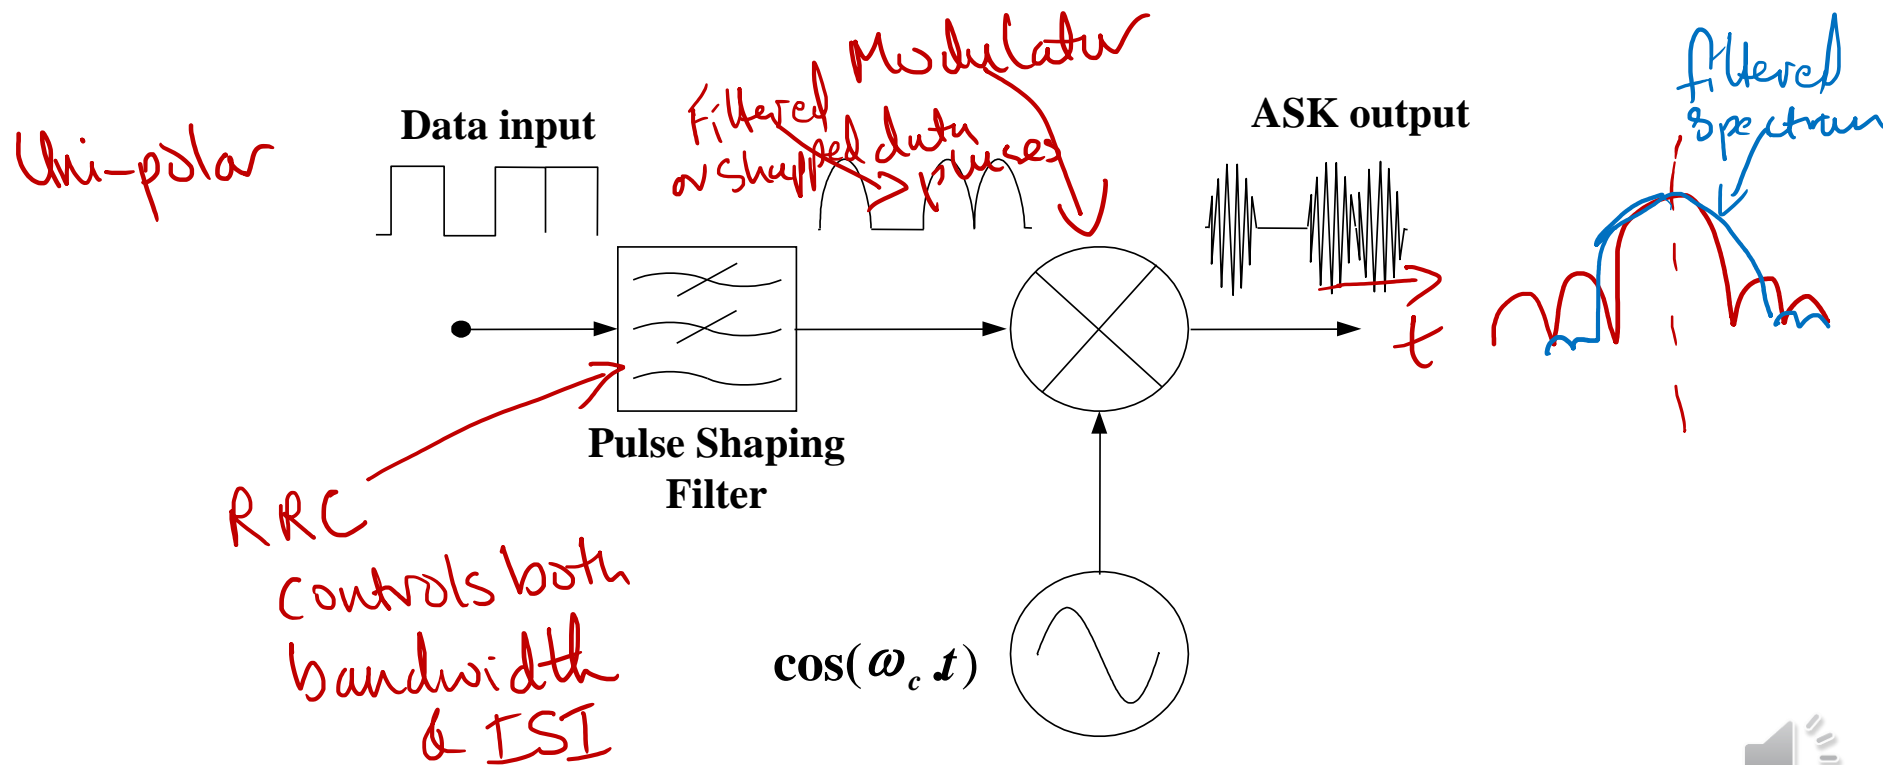 Modulator
Filtered
or shapped data
pulses
filtered
spectrum
Uni-polar
Data input
ASK output
t
Pulse Shaping
Filter
RRC
controls both
bandwidth
& ISI
cos(ω_c.t)